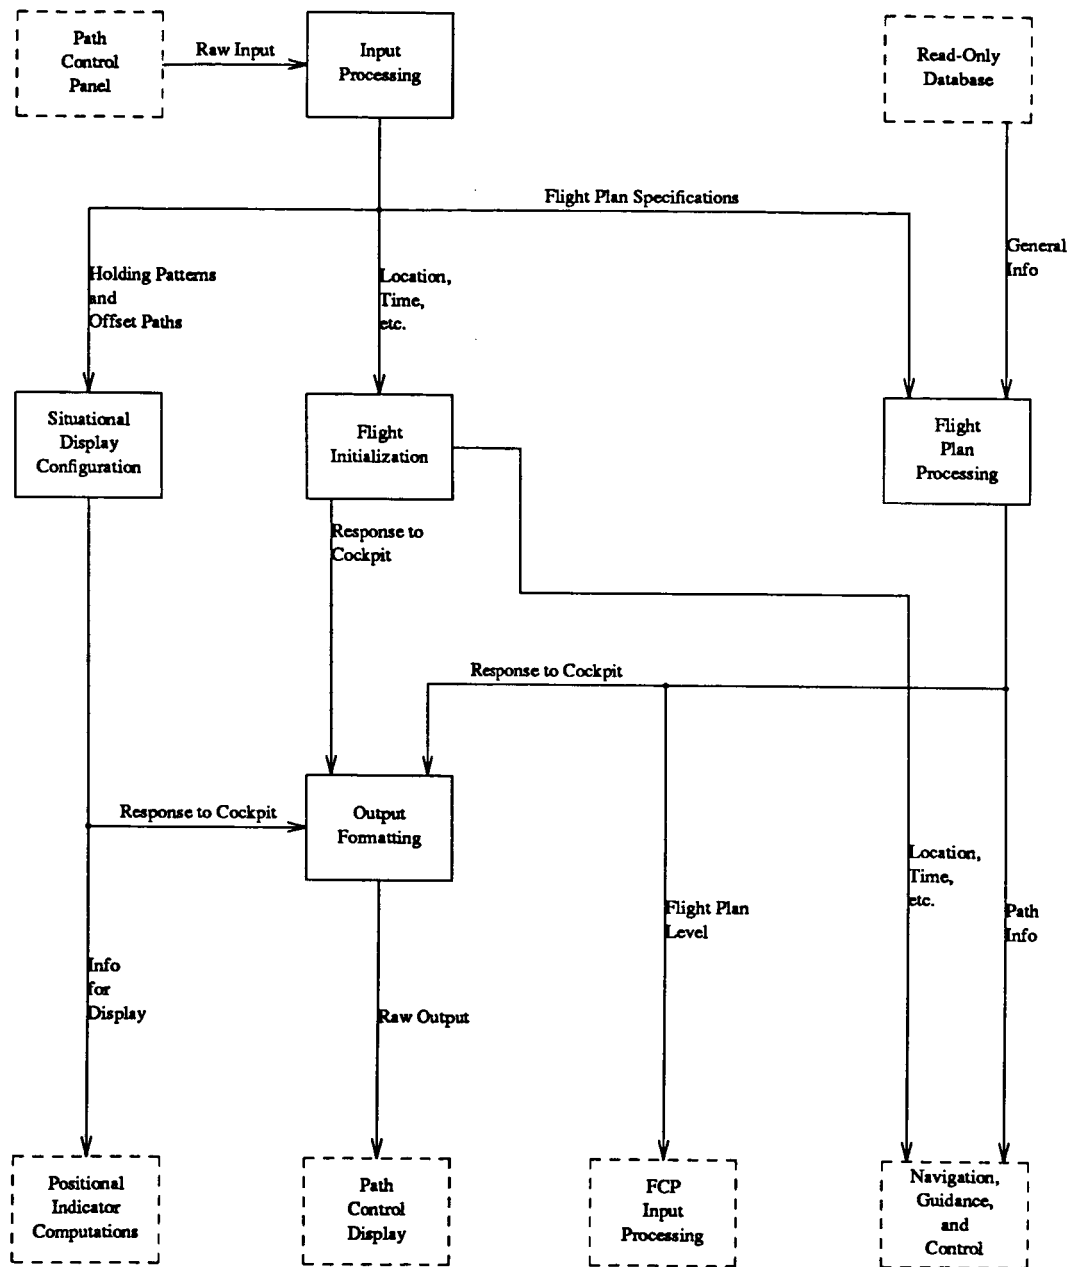 Path
Control
Panel
Raw Input
Input
Processing
Read-Only
Database
Flight Plan Specifications
General
Info
Holding Patterns
and
Offset Paths
Location,
Time,
etc.
Situational
Display
Configuration
Flight
Initialization
Flight
Plan
Processing
Response to
Cockpit
Response to Cockpit
Response to Cockpit
Output
Formatting
Location,
Time,
etc.
Flight Plan
Level
Path
Info
Info
for
Display
Raw Output
Positional
Indicator
Computations
Path
Control
Display
FCP
Input
Processing
Navigation,
Guidance,
and
Control